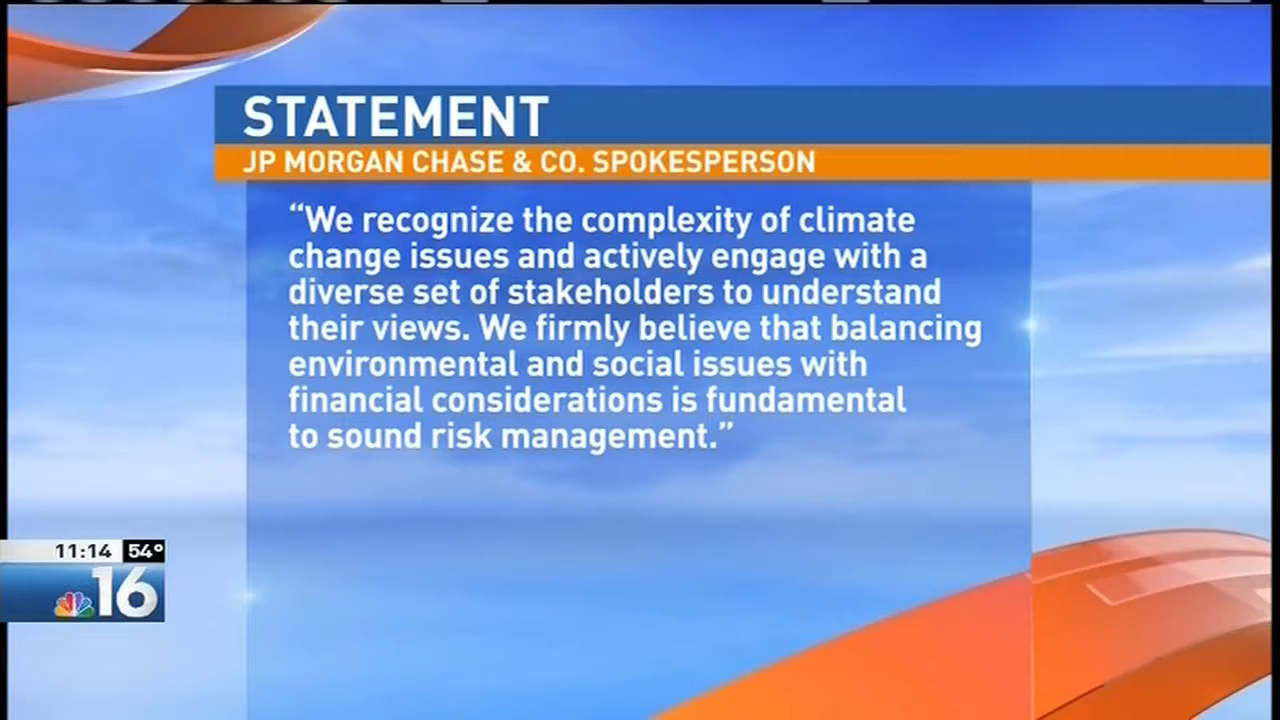 STATEMENT
JP MORGAN CHASE & CO. SPOKESPERSON
“We recognize the complexity of climate
change issues and actively engage with a
diverse set of stakeholders to understand
their views. We firmly believe that balancing
environmental and social issues with
financial considerations is fundamental
to sound risk management.”
11:14 54°
16